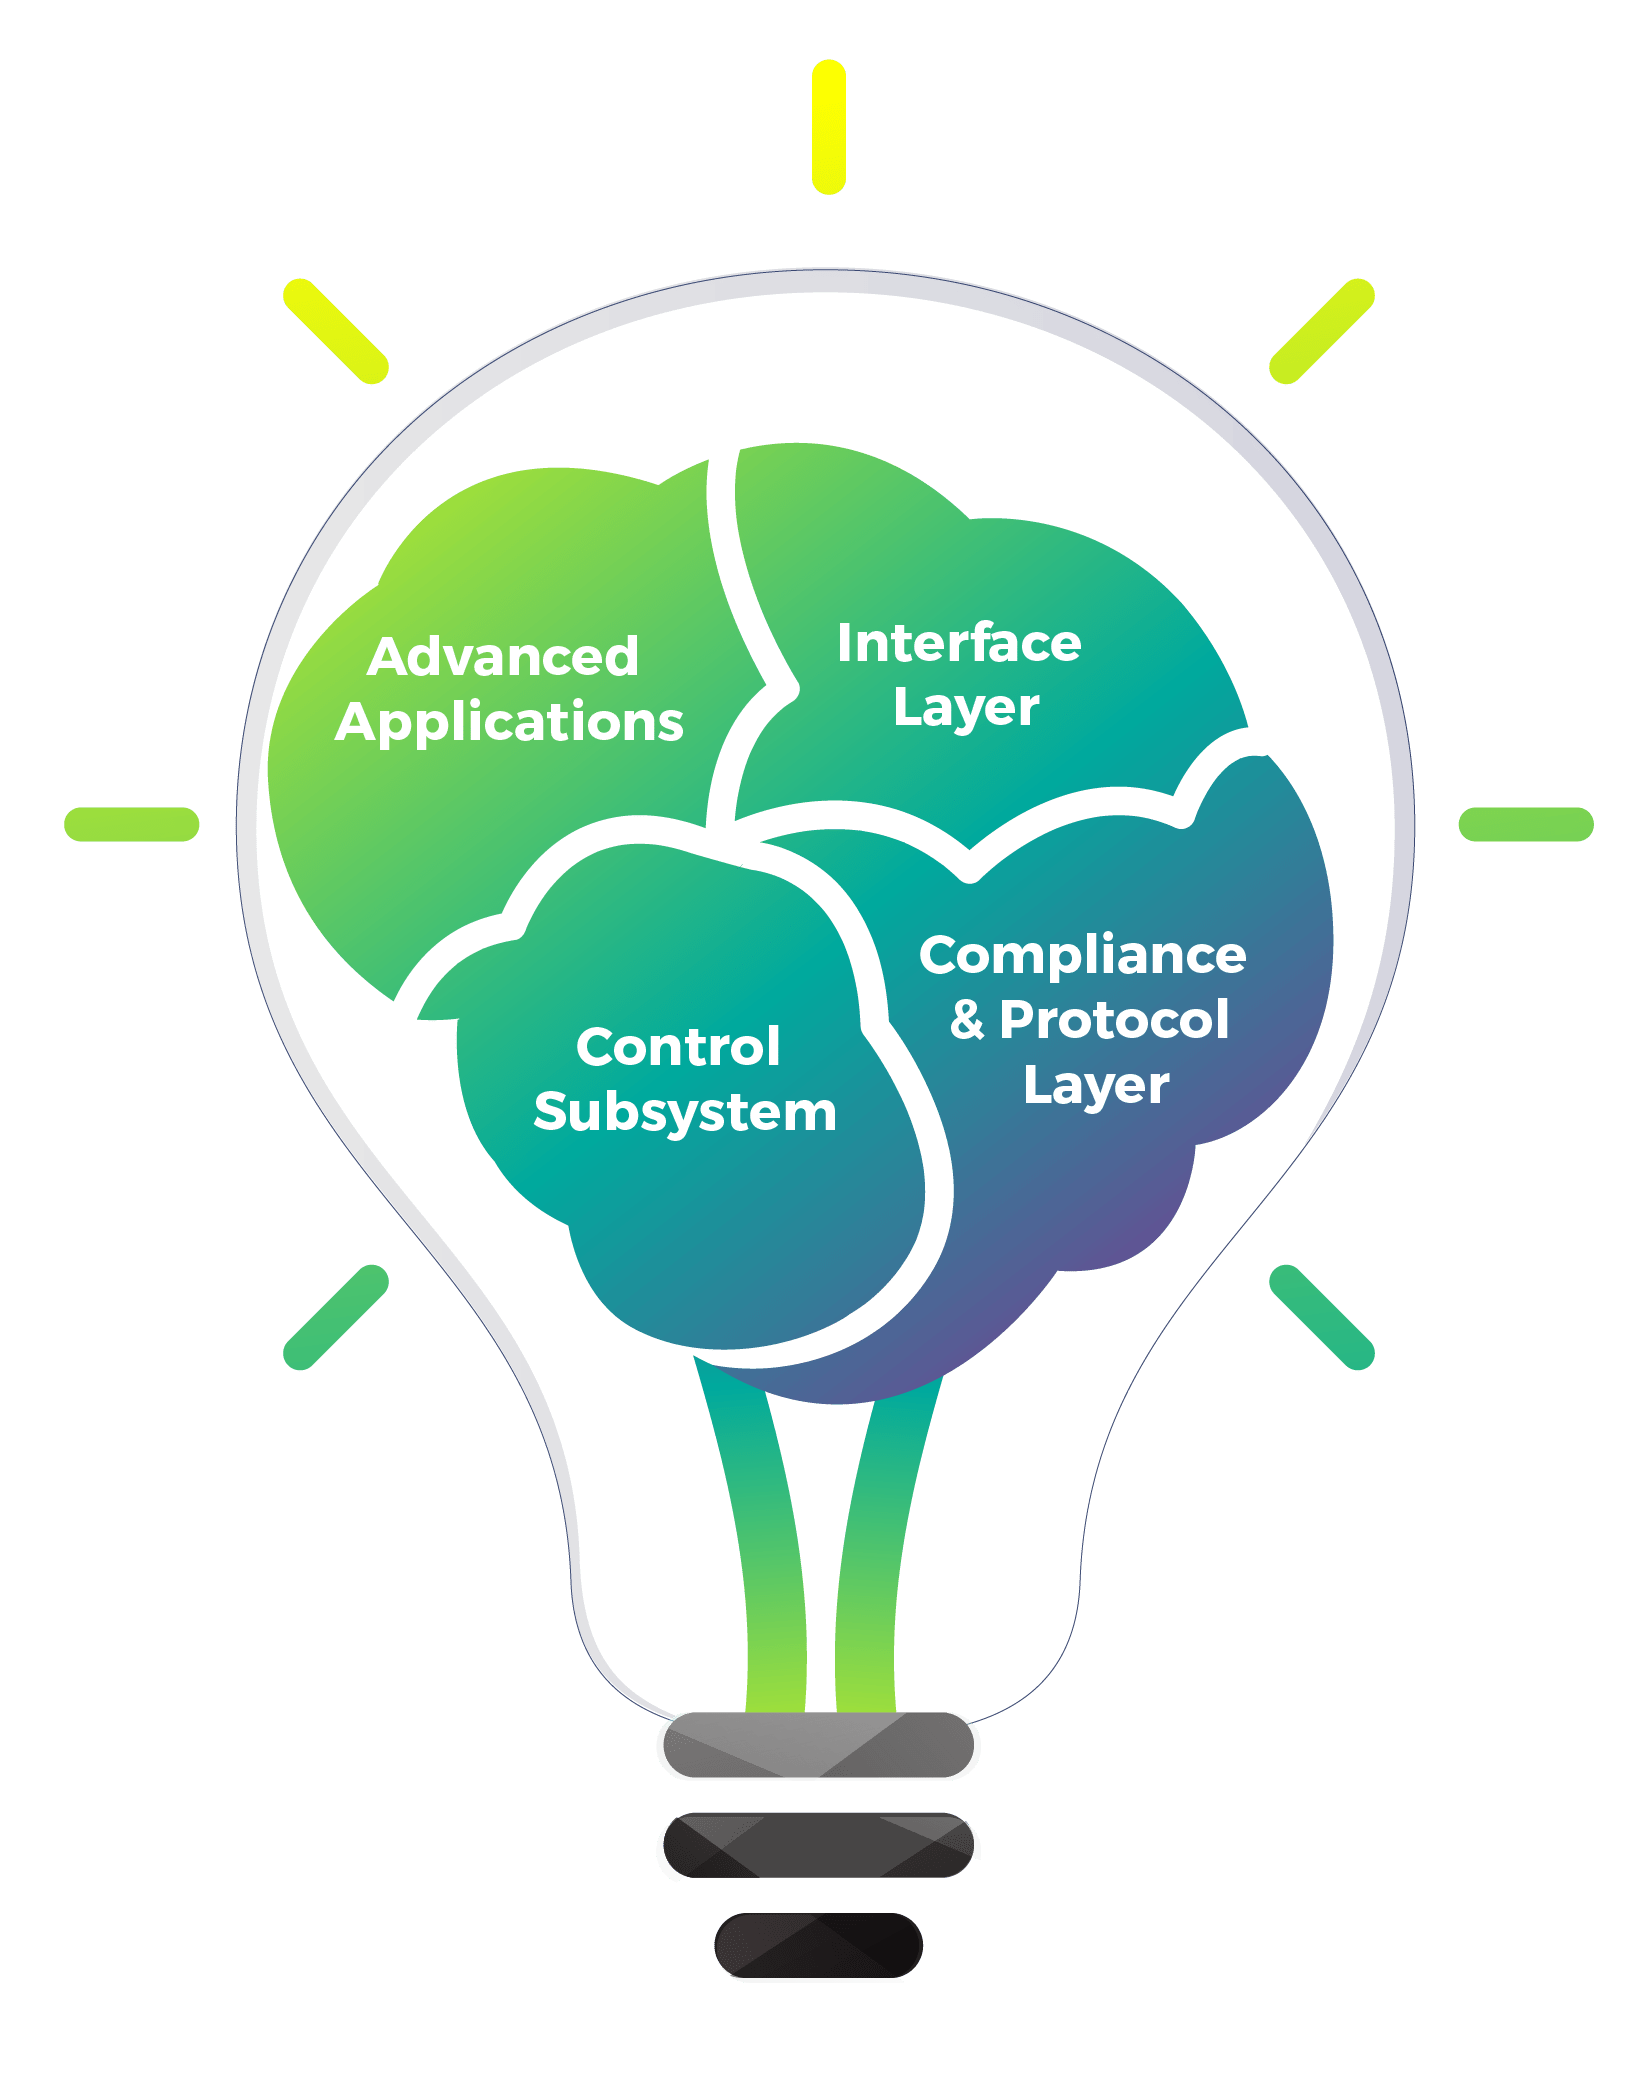 Advanced
Applications
Interface
Layer
Compliance
& Protocol
Layer
Control
Subsystem